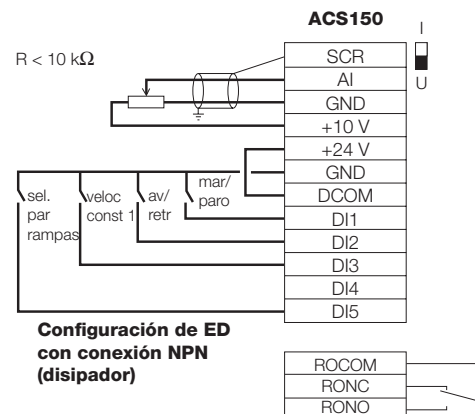 ACS150
I
R < 10 kΩ
SCR
AI
U
GND
+10 V
+24 V
GND
DCOM
DI1
DI2
DI3
DI4
DI5
sel.
par
rampas
veloc
const 1
av/
retr
mar/
paro
Configuración de ED
con conexión NPN
(disipador)
ROCOM
RONC
RONO